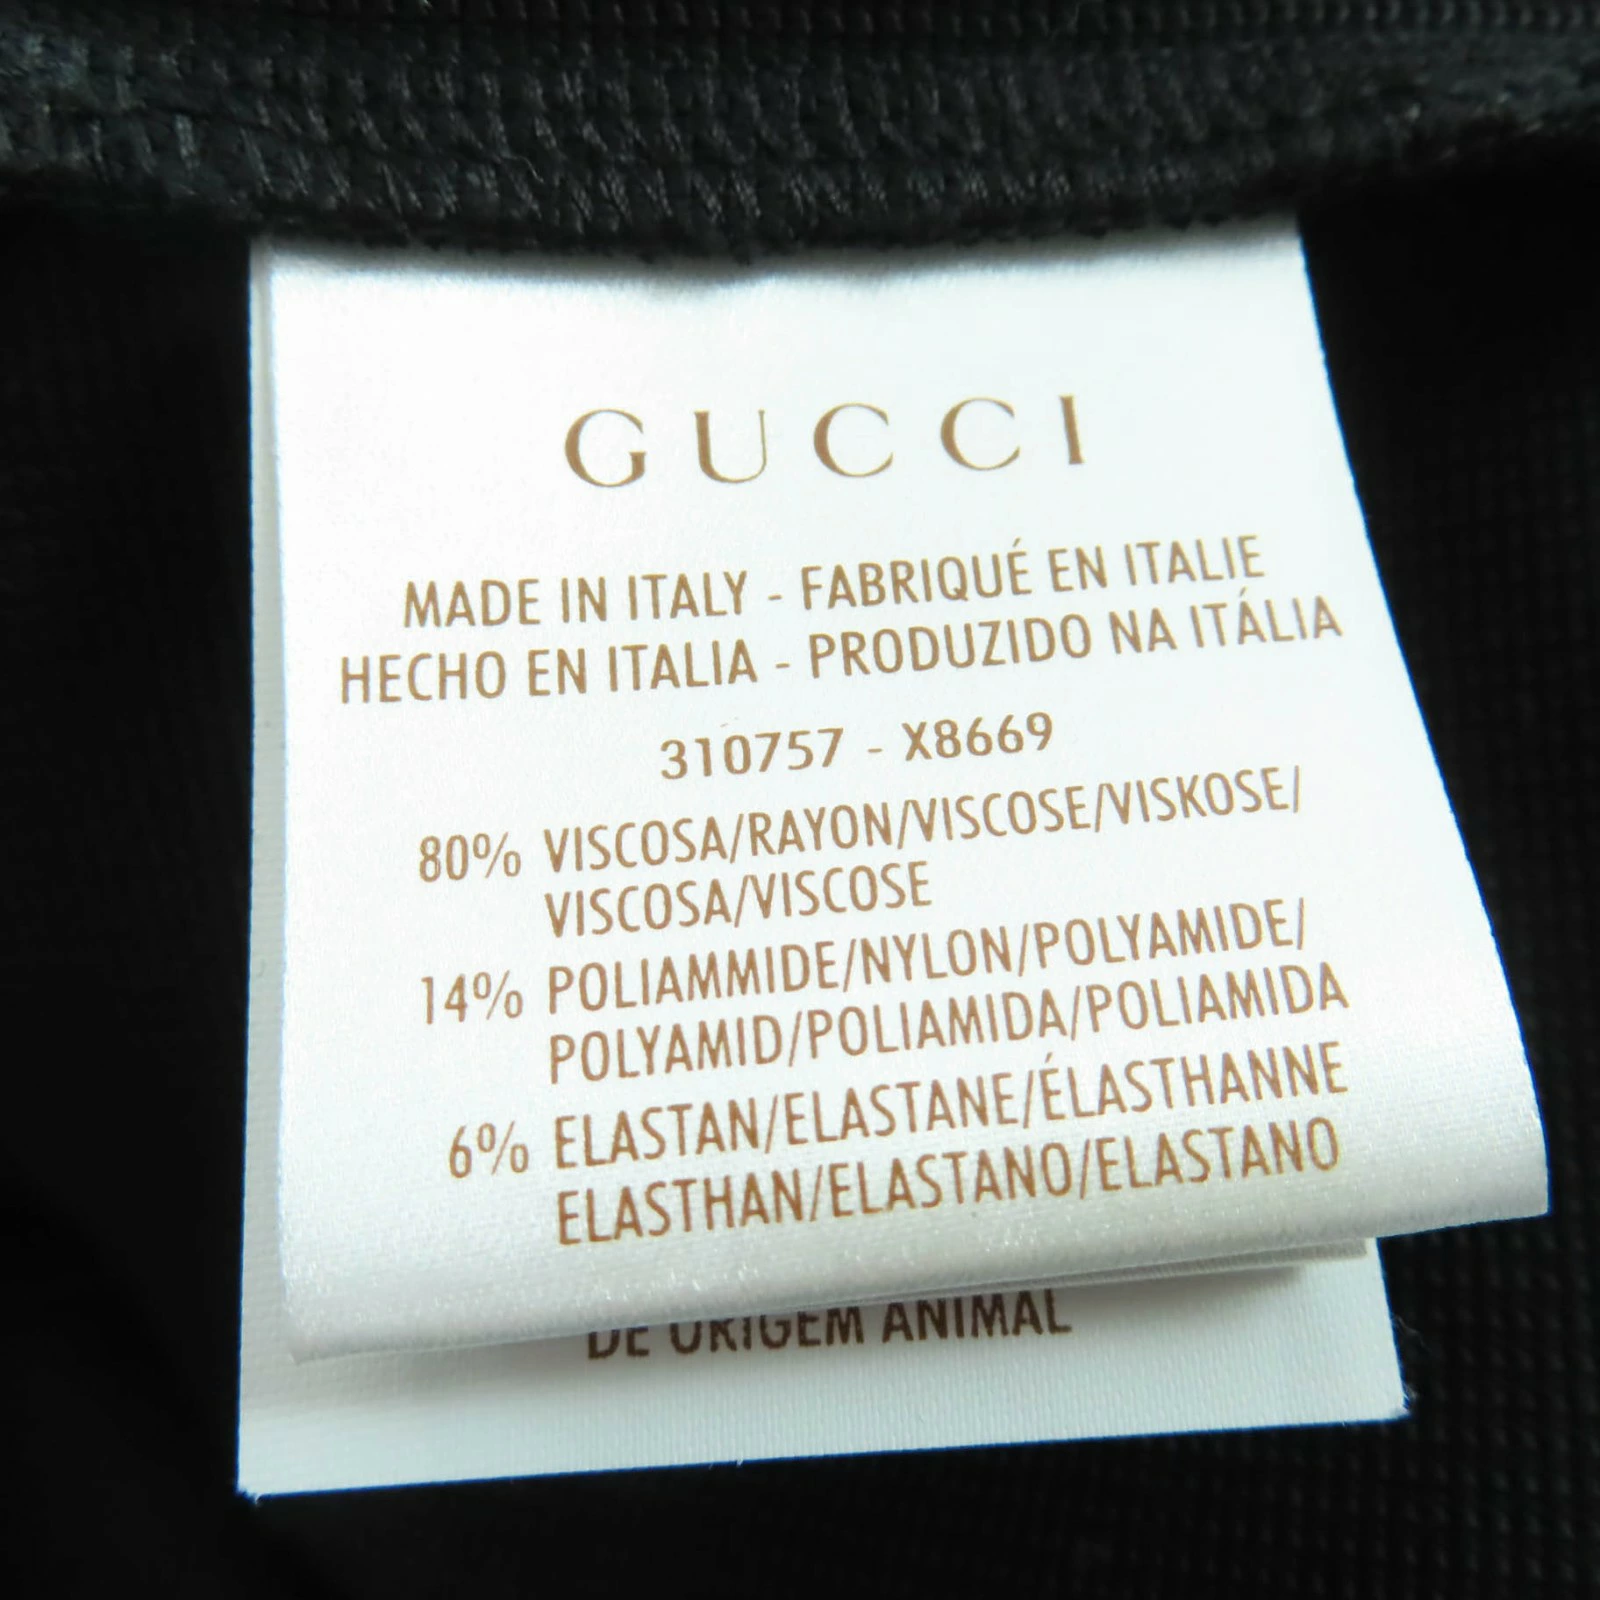 GUCCI
MADE IN ITALY - FABRIQUÉ EN ITALIE
HECHO EN ITALIA - PRODUZIDO NA ITÁLIA
310757 - X8669
80% VISCOSA/RAYON/VISCOSE/VISKOSE/
VISCOSA/VISCOSE
14% POLIAMMIDE/NYLON/POLYAMIDE/
POLYAMID/POLIAMIDA/POLIAMIDA
6% ELASTAN/ELASTANE/ÉLASTHANNE
ELASTHAN/ELASTANO/ELASTANO
DE ORIGEM ANIMAL